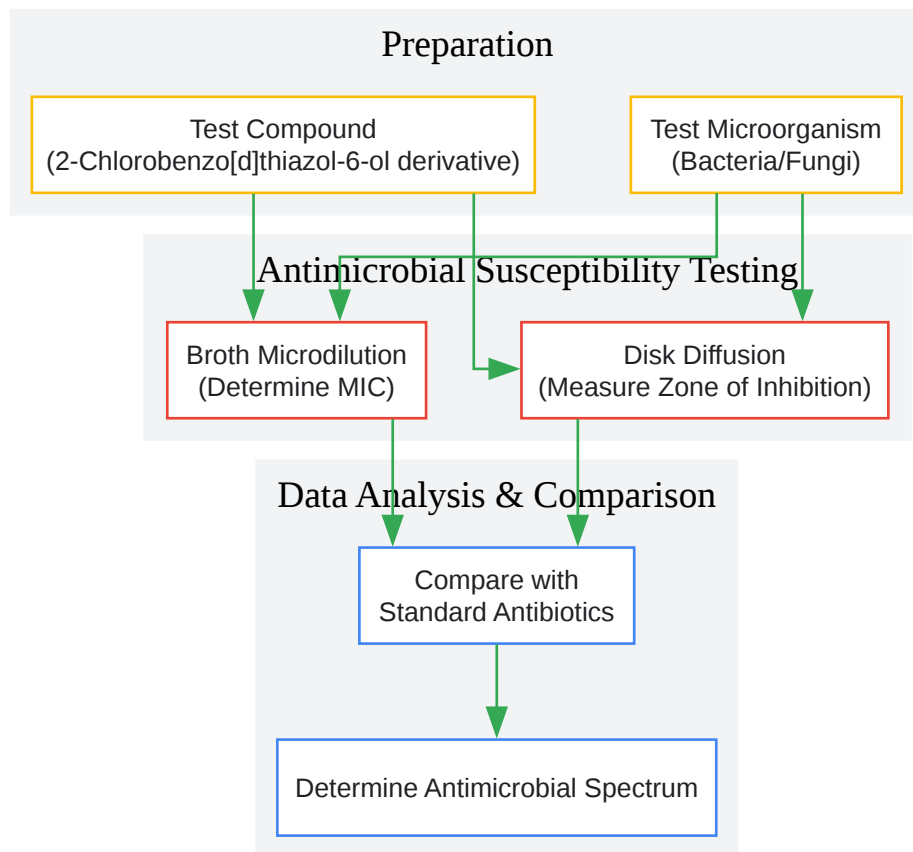 Preparation
Test Compound
(2-Chlorobenzo[d]thiazol-6-ol derivative)
Test Microorganism
(Bacteria/Fungi)
Antimicrobial Susceptibility Testing
Broth Microdilution
(Determine MIC)
Disk Diffusion
(Measure Zone of Inhibition)
Data Analysis & Comparison
Compare with
Standard Antibiotics
Determine Antimicrobial Spectrum